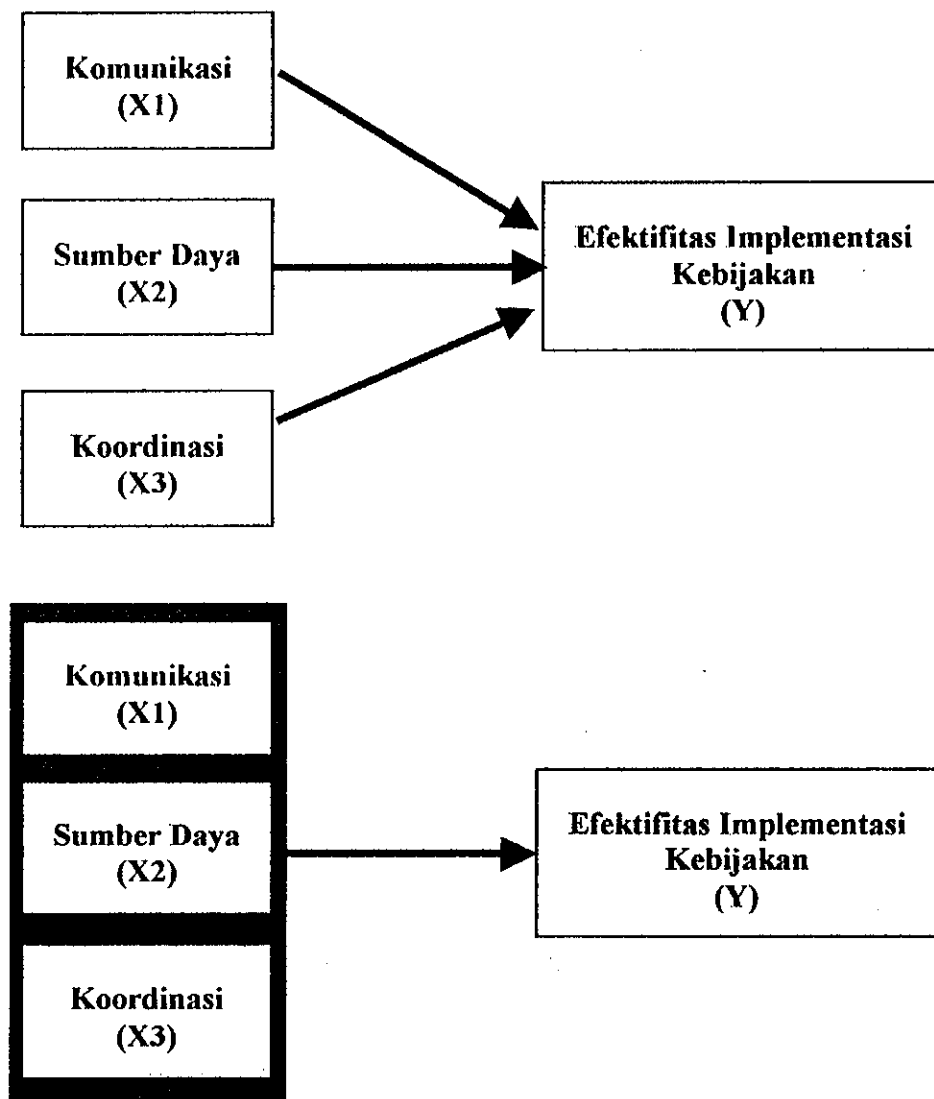 Komunikasi
(X1)
Sumber Daya
(X2)
Koordinasi
(X3)
Efektifitas Implementasi
Kebijakan
(Y)
Komunikasi
(X1)
Sumber Daya
(X2)
Koordinasi
(X3)
Efektifitas Implementasi
Kebijakan
(Y)